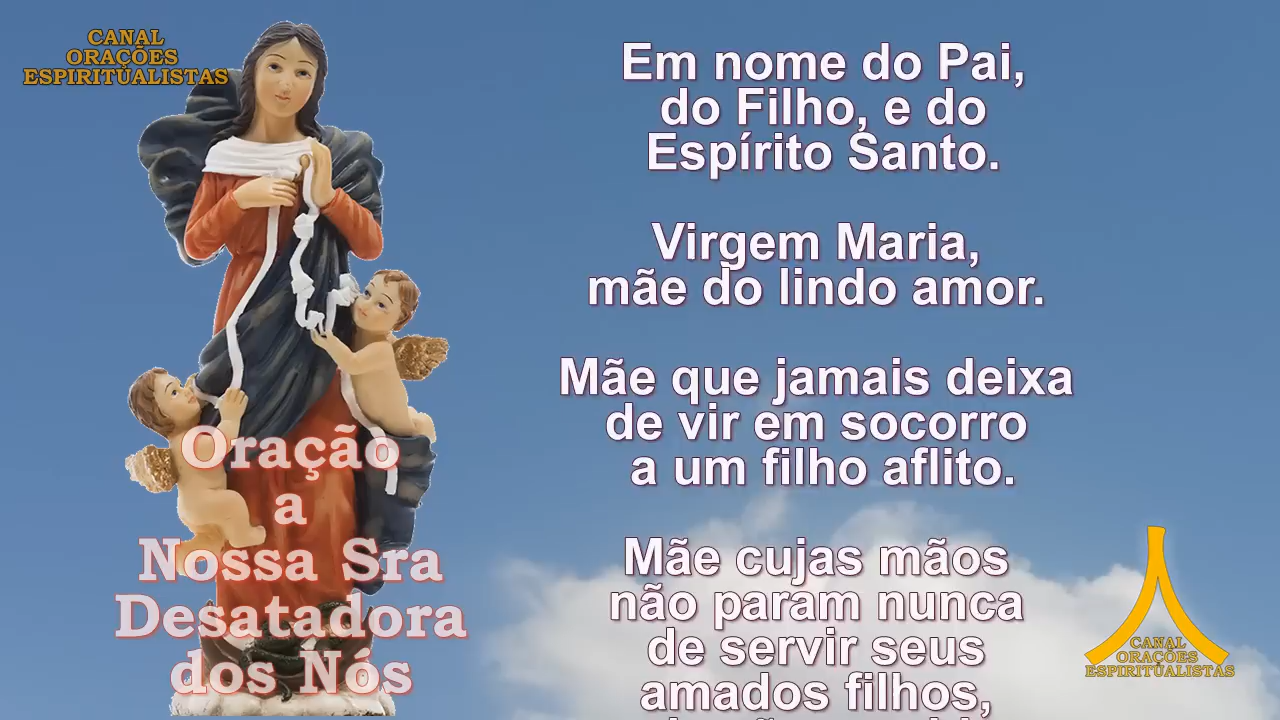 CANAL
ORAÇÕES
ESPIRITUALISTAS
Em nome do Pai,
do Filho, e do
Espírito Santo.
Virgem Maria,
mãe do lindo amor.
Mãe que jamais deixa
de vir em socorro
a um filho aflito.
Mãe cujas mãos
não param nunca
de servir seus
amados filhos,
Oração
a
Nossa Sra
Desatadora
dos Nós
CANAL
ORAÇÕES
ESPIRITUALISTAS